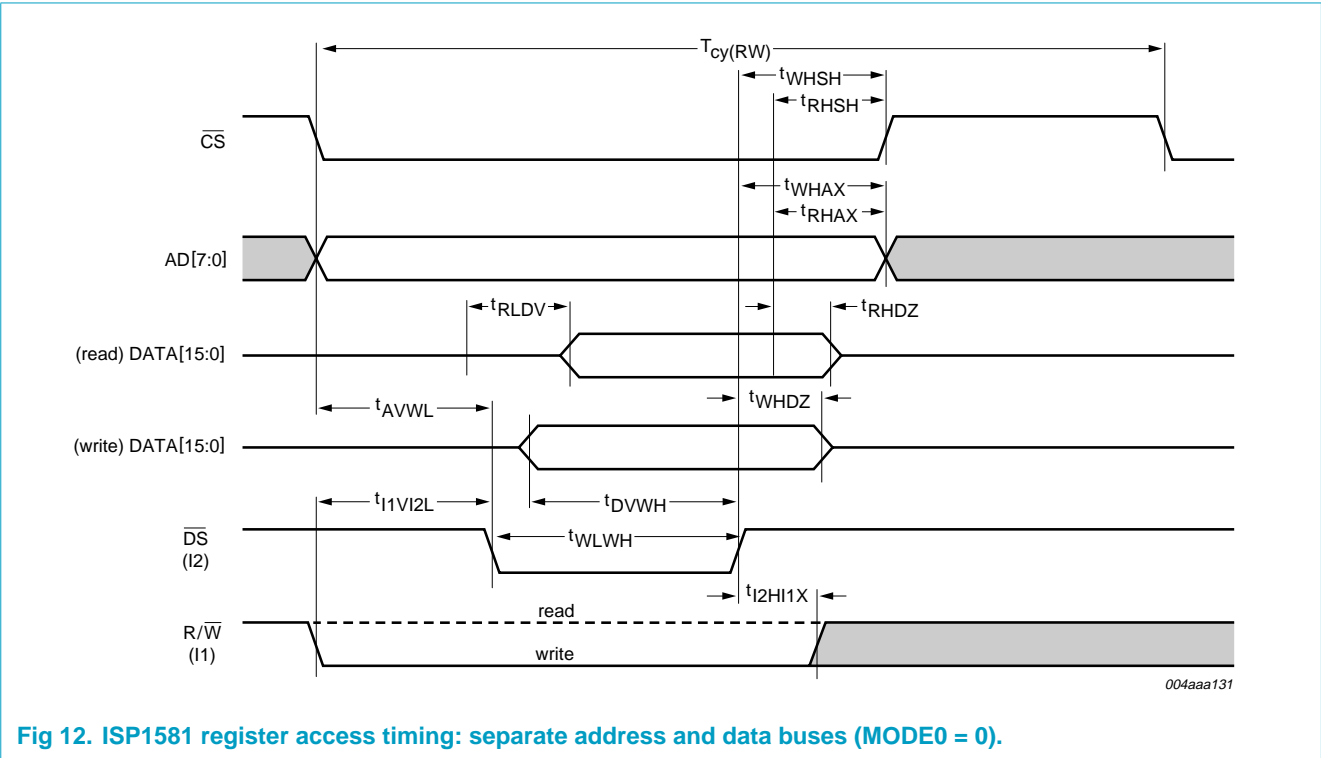 Tcy(RW)
tWHSH
tRHSH
CS
tWHAX
tRHAX
AD[7:0]
tRLDV
tRHDZ
(read) DATA[15:0]
tAVWL
tWHDZ
(write) DATA[15:0]
tI1VI2L
tDVWH
DS
(I2)
tWLWH
tI2HI1X
read
R/W
(I1)
write
004aaa131
Fig 12. ISP1581 register access timing: separate address and data buses (MODE0 = 0).